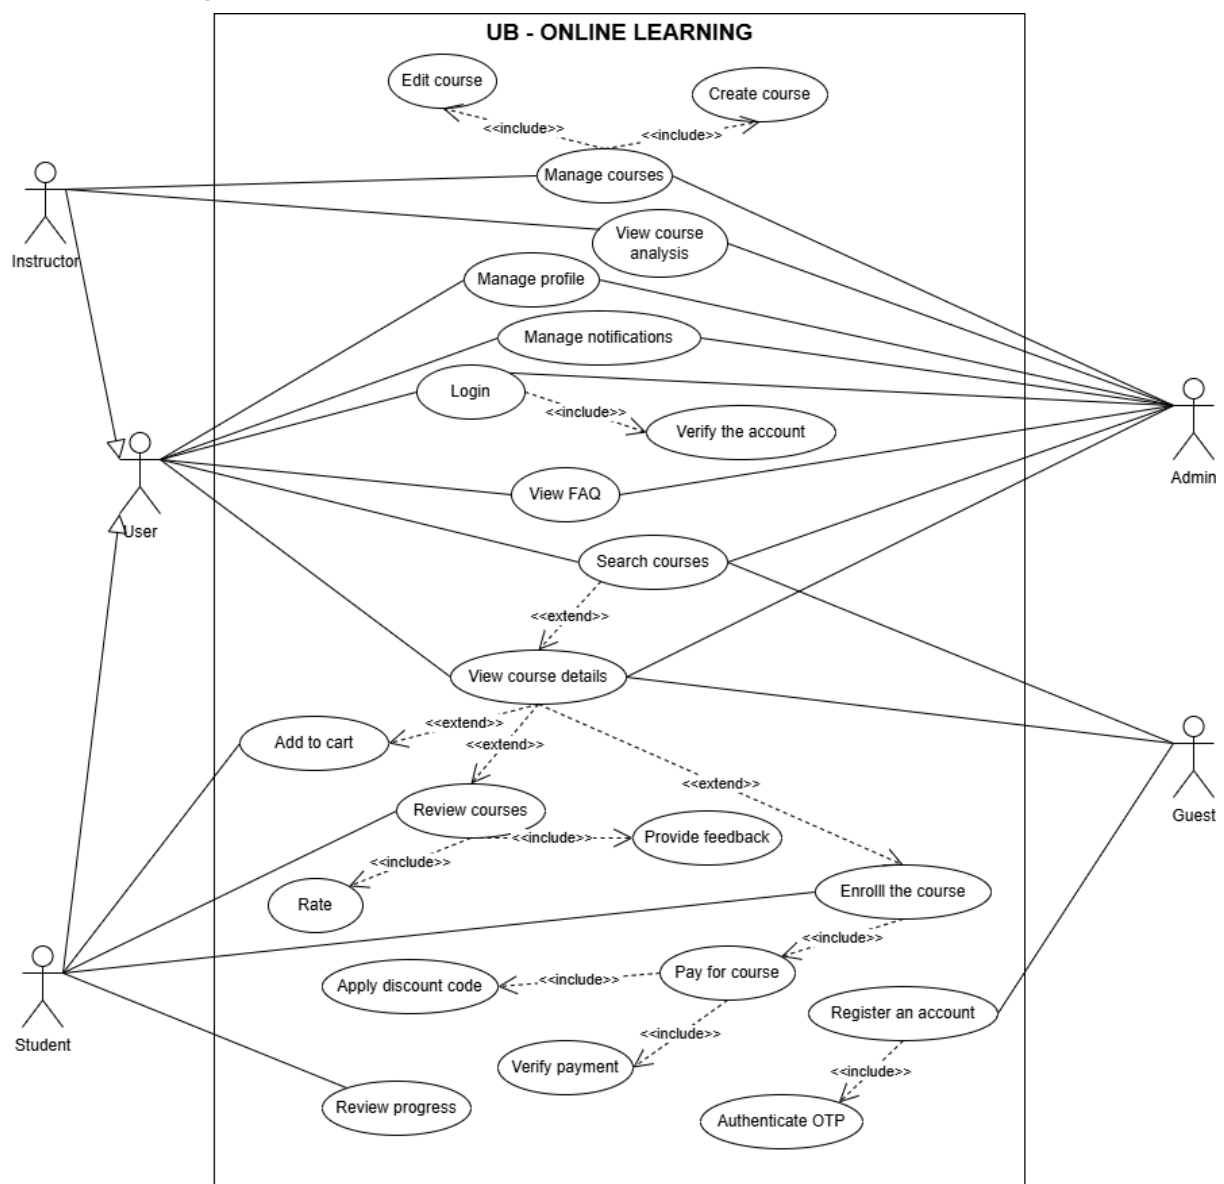 UB - ONLINE LEARNING
Edit course
Create course
<<include>>
<<include>>
Manage courses
Instructor
View course
analysis
Manage profile
Manage notifications
Login
<<include>>
Verify the account
Admin
View FAQ
User
Search courses
<<extend>>
View course details
<<extend>>
<<extend>>
Add to cart
<<extend>>
Review courses
Guest
<<include>>
Provide feedback
<<include>>
Rate
Enrolll the course
<<include>>
Pay for course
Apply discount code
<<include>>
Register an account
Student
<<include>>
Verify payment
<<include>>
Review progress
Authenticate OTP